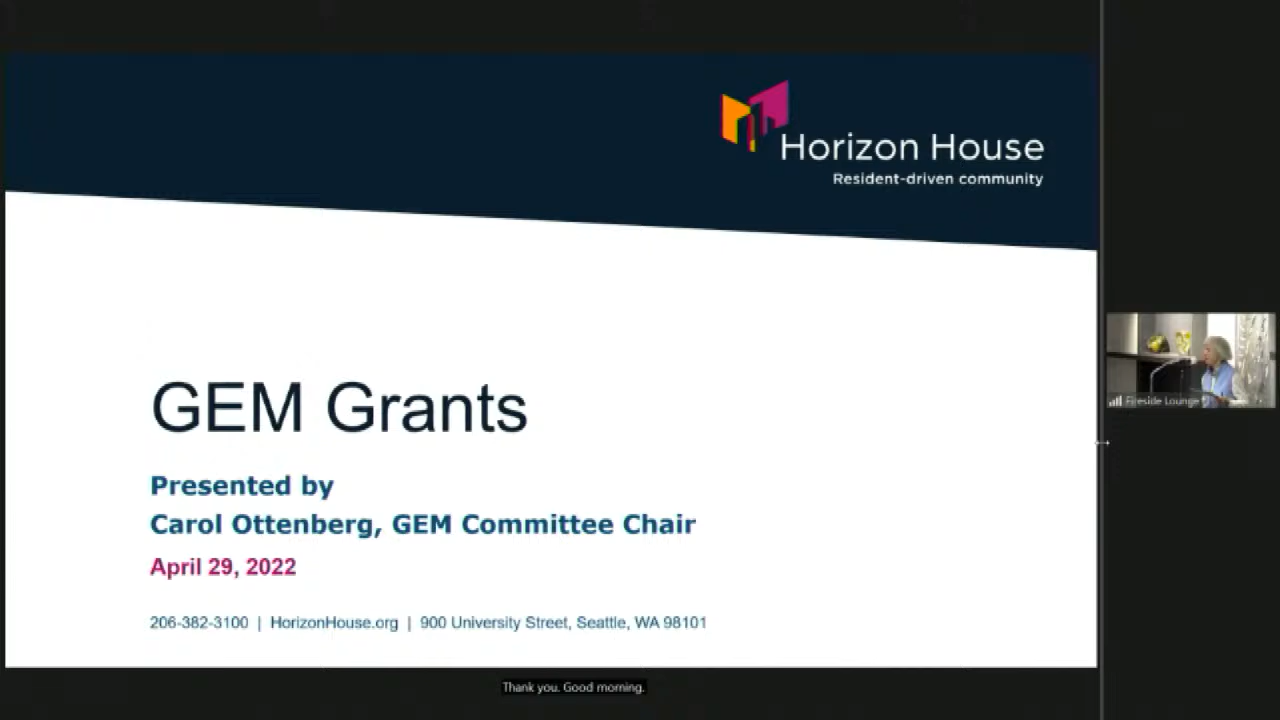 Horizon House
Resident-driven community
GEM Grants
Presented by
Carol Ottenberg, GEM Committee Chair
April 29, 2022
206-382-3100 | HorizonHouse.org | 900 University Street, Seattle, WA 98101
Fireside Lounge
Thank you. Good morning.